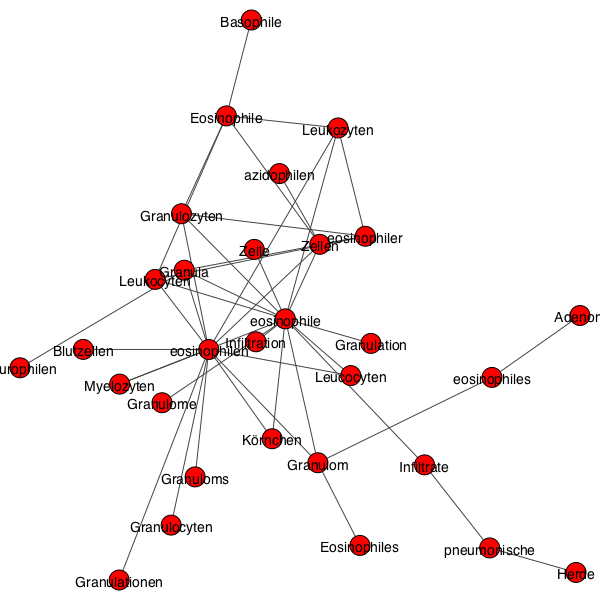 Basophile
Eosinophile
Leukozyten
azidophilen
Granulozyten
eosinophiler
Zellen
Zelle
Granula
Leukocyten
eosinophile
Adenom
Infiltration
Granulation
eosinophilen
Blutzellen
urophilen
Leucocyten
eosinophiles
Myelozyten
Granulome
Körnchen
Granulom
Infiltrate
Granuloms
Granulocyten
Eosinophiles
pneumonische
Herde
Granulationen